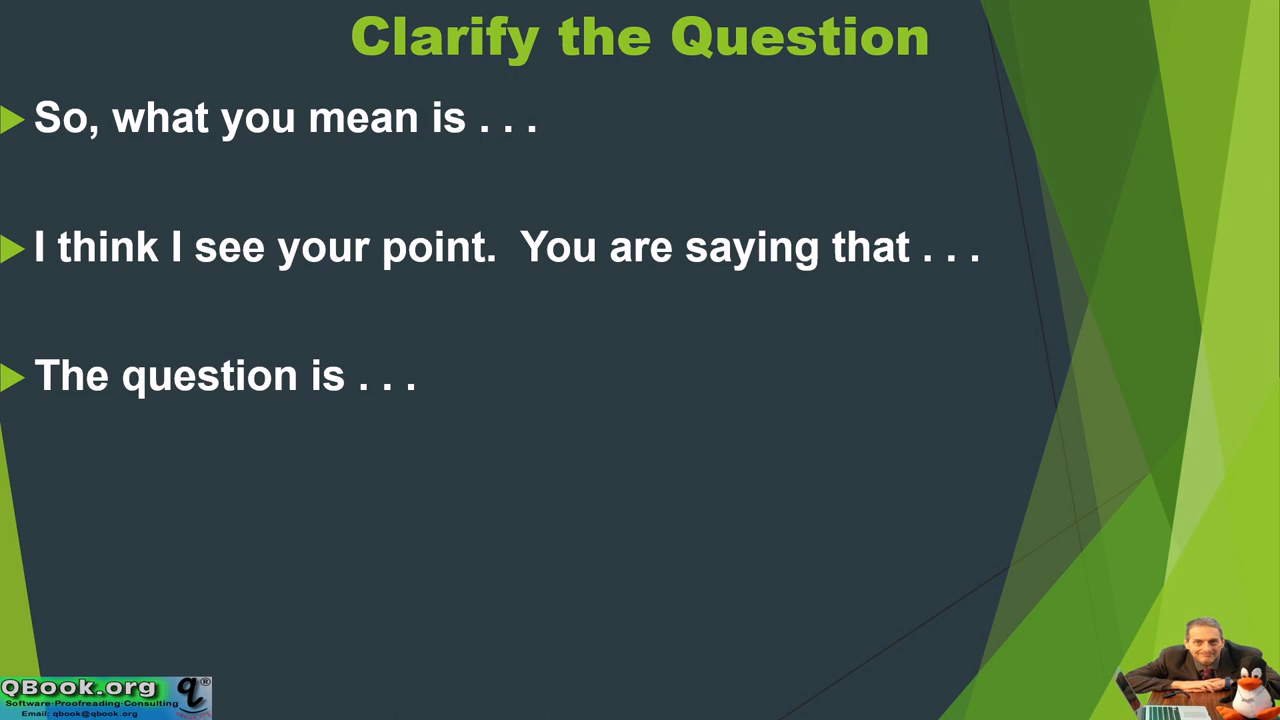 Clarify the Question
So, what you mean is . . .
I think I see your point.  You are saying that . . .
The question is . . .
QBook.org q®
Software·Proofreading·Consulting
Email: qbook@qbook.org